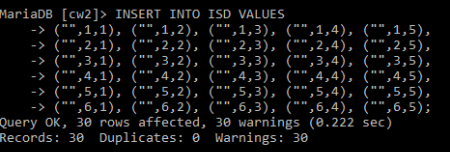 MariaDB [cw2]> INSERT INTO ISD VALUES
-> ("",1,1), ("",1,2), ("",1,3), ("",1,4), ("",1,5),
-> ("",2,1), ("",2,2), ("",2,3), ("",2,4), ("",2,5),
-> ("",3,1), ("",3,2), ("",3,3), ("",3,4), ("",3,5),
-> ("",4,1), ("",4,2), ("",4,3), ("",4,4), ("",4,5),
-> ("",5,1), ("",5,2), ("",5,3), ("",5,4), ("",5,5),
-> ("",6,1), ("",6,2), ("",6,3), ("",6,4), ("",6,5);
Query OK, 30 rows affected, 30 warnings (0.222 sec)
Records: 30  Duplicates: 0  Warnings: 30